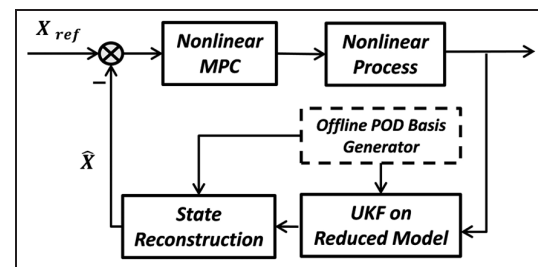 X ref
Nonlinear
MPC
Nonlinear
Process
−
Offline POD Basis
Generator
X̂
State
Reconstruction
UKF on
Reduced Model